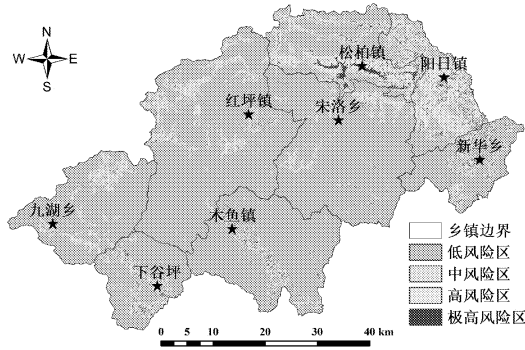 N
W E
S
松柏镇
阳日镇
红坪镇
宋洛乡
新华乡
九湖乡
木鱼镇
下谷坪
乡镇边界
低风险区
中风险区
高风险区
极高风险区
0 5 10 20 30 40 km